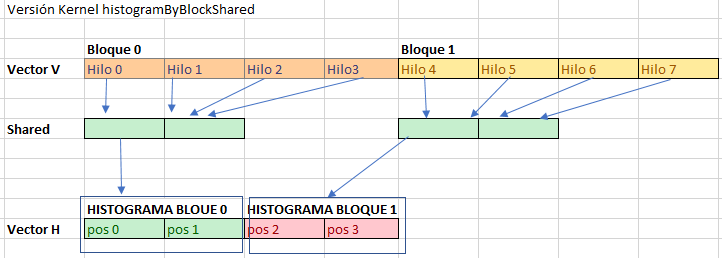 Versión Kernel histogramByBlockShared
Bloque 0 Bloque 1
Vector V Hilo 0 Hilo 1 Hilo 2 Hilo3 Hilo 4 Hilo 5 Hilo 6 Hilo 7
Shared
HISTOGRAMA BLOUE 0 HISTOGRAMA BLOQUE 1
Vector H pos 0 pos 1 pos 2 pos 3